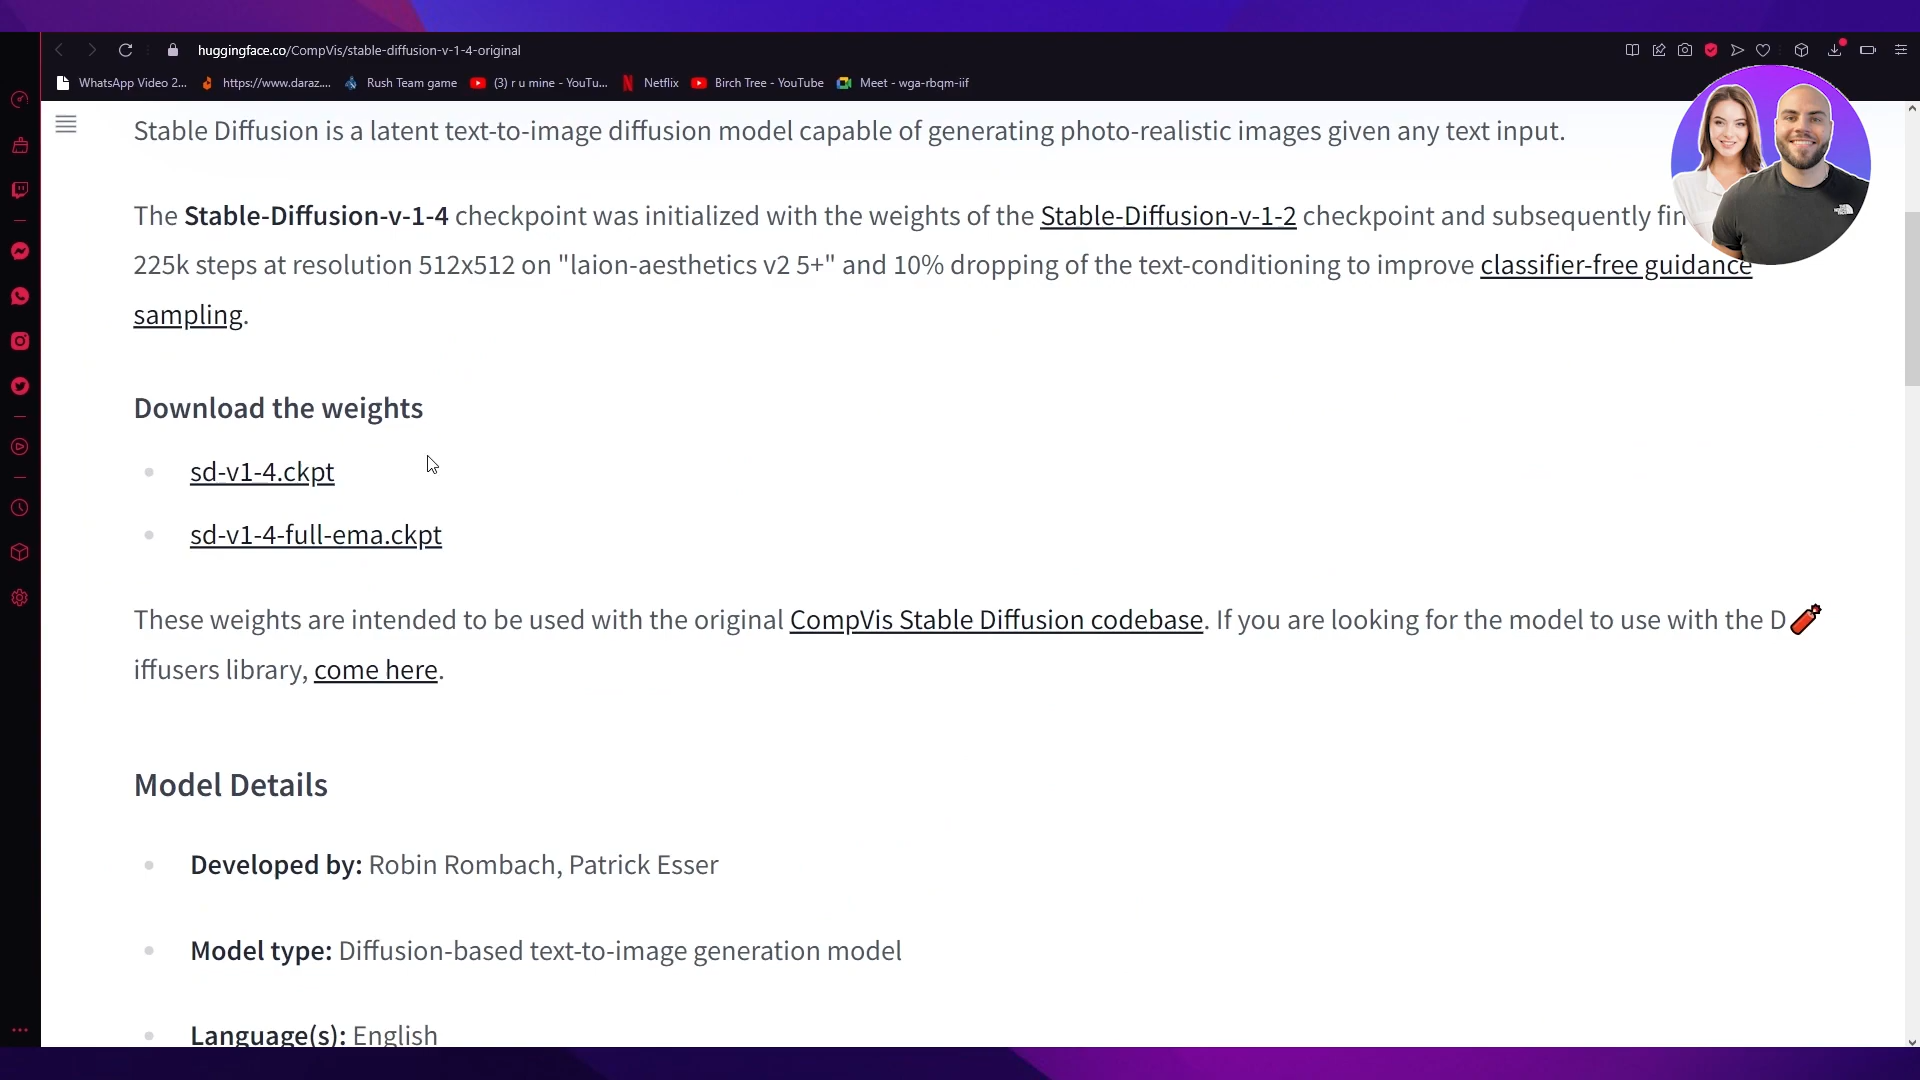 huggingface.co/CompVis/stable-diffusion-v-1-4-original
WhatsApp Video 2... https://www.daraz.... Rush Team game (3) r u mine - YouTu... Netflix Birch Tree - YouTube Meet - wga-rbqm-iif
Stable Diffusion is a latent text-to-image diffusion model capable of generating photo-realistic images given any text input.
The Stable-Diffusion-v-1-4 checkpoint was initialized with the weights of the Stable-Diffusion-v-1-2 checkpoint and subsequently fin
225k steps at resolution 512x512 on "laion-aesthetics v2 5+" and 10% dropping of the text-conditioning to improve classifier-free guidance
sampling.
Download the weights
sd-v1-4.ckpt
sd-v1-4-full-ema.ckpt
These weights are intended to be used with the original CompVis Stable Diffusion codebase. If you are looking for the model to use with the D🧨
iffusers library, come here.
Model Details
Developed by: Robin Rombach, Patrick Esser
Model type: Diffusion-based text-to-image generation model
Language(s): English